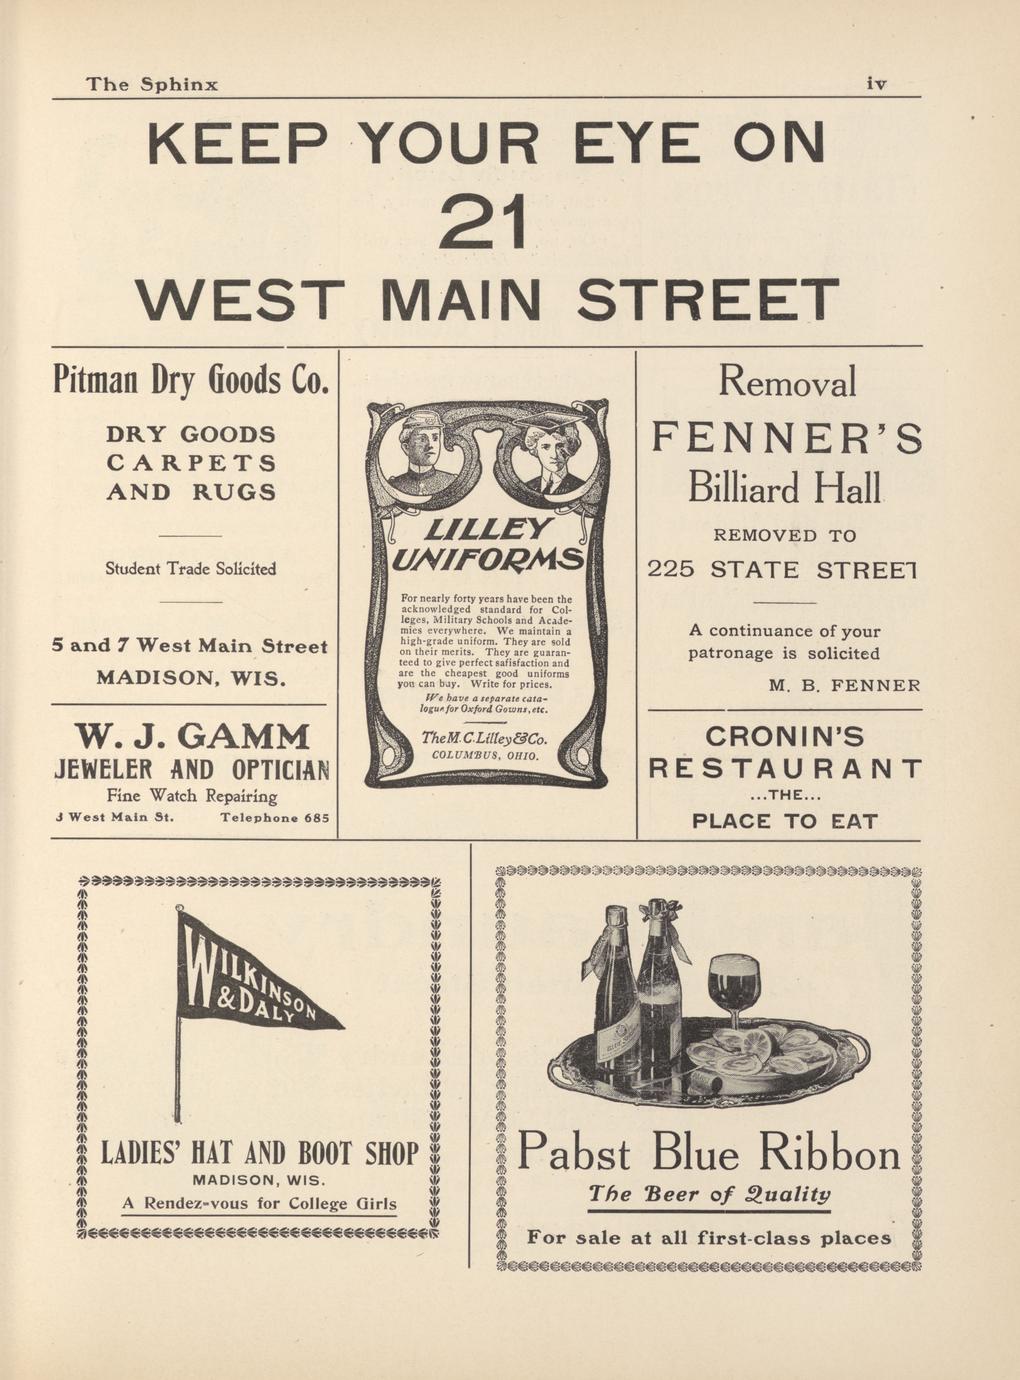 The Sphinx iv
KEEP YOUR EYE ON
21
WEST MAIN STREET
Pitman Dry Goods Co.
DRY GOODS
CARPETS
AND RUGS
Student Trade Solicited
5 and 7 West Main Street
MADISON, WIS.
W. J. GAMM
JEWELER AND OPTICIAN
Fine Watch Repairing
3 West Main St. Telephone 685
LILLEY
UNIFORMS
For nearly forty years have been the
acknowledged standard for Col-
leges, Military Schools and Acade-
mies everywhere. We maintain a
high-grade uniform. They are sold
on their merits. They are guaran-
teed to give perfect safisfaction and
are the cheapest good uniforms
you can buy. Write for prices.
We have a separate cata-
logue for Oxford Gowns, etc.
The M. C. Lilley & Co.
COLUMBUS, OHIO.
Removal
FENNER'S
Billiard Hall
REMOVED TO
225 STATE STREET
A continuance of your
patronage is solicited
M. B. FENNER
CRONIN'S
RESTAURANT
...THE...
PLACE TO EAT
WILKINSON
& DALY
LADIES' HAT AND BOOT SHOP
MADISON, WIS.
A Rendez-vous for College Girls
Pabst Blue Ribbon
The Beer of Quality
For sale at all first-class places